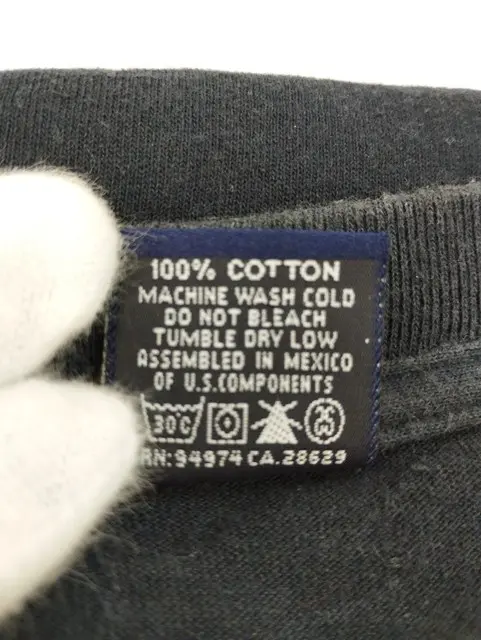 100% COTTON
MACHINE WASH COLD
DO NOT BLEACH
TUMBLE DRY LOW
ASSEMBLED IN MEXICO
OF U.S.COMPONENTS
30C
RN:94974 CA.28629